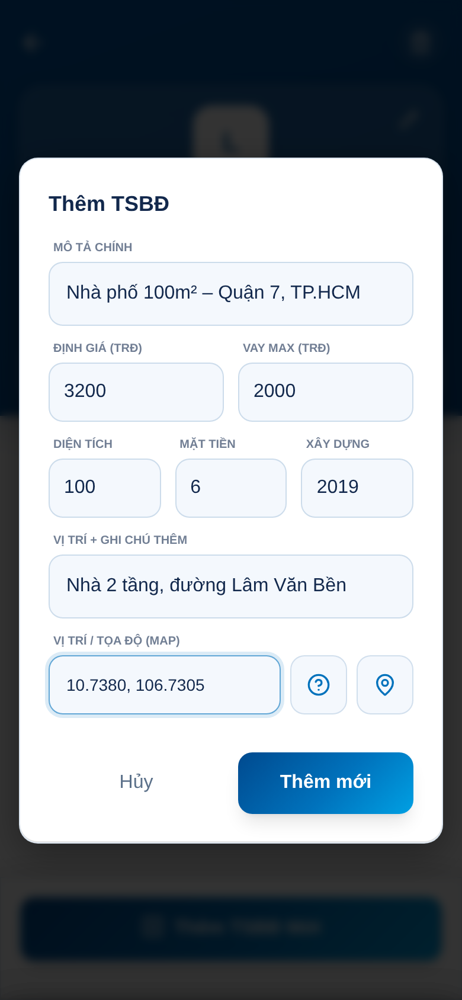 Thêm TSBĐ
MÔ TẢ CHÍNH
Nhà phố 100m² – Quận 7, TP.HCM
ĐỊNH GIÁ (TRĐ)
VAY MAX (TRĐ)
3200
2000
DIỆN TÍCH
MẶT TIỀN
XÂY DỰNG
100
6
2019
VỊ TRÍ + GHI CHÚ THÊM
Nhà 2 tầng, đường Lâm Văn Bền
VỊ TRÍ / TỌA ĐỘ (MAP)
10.7380, 106.7305
Hủy
Thêm mới